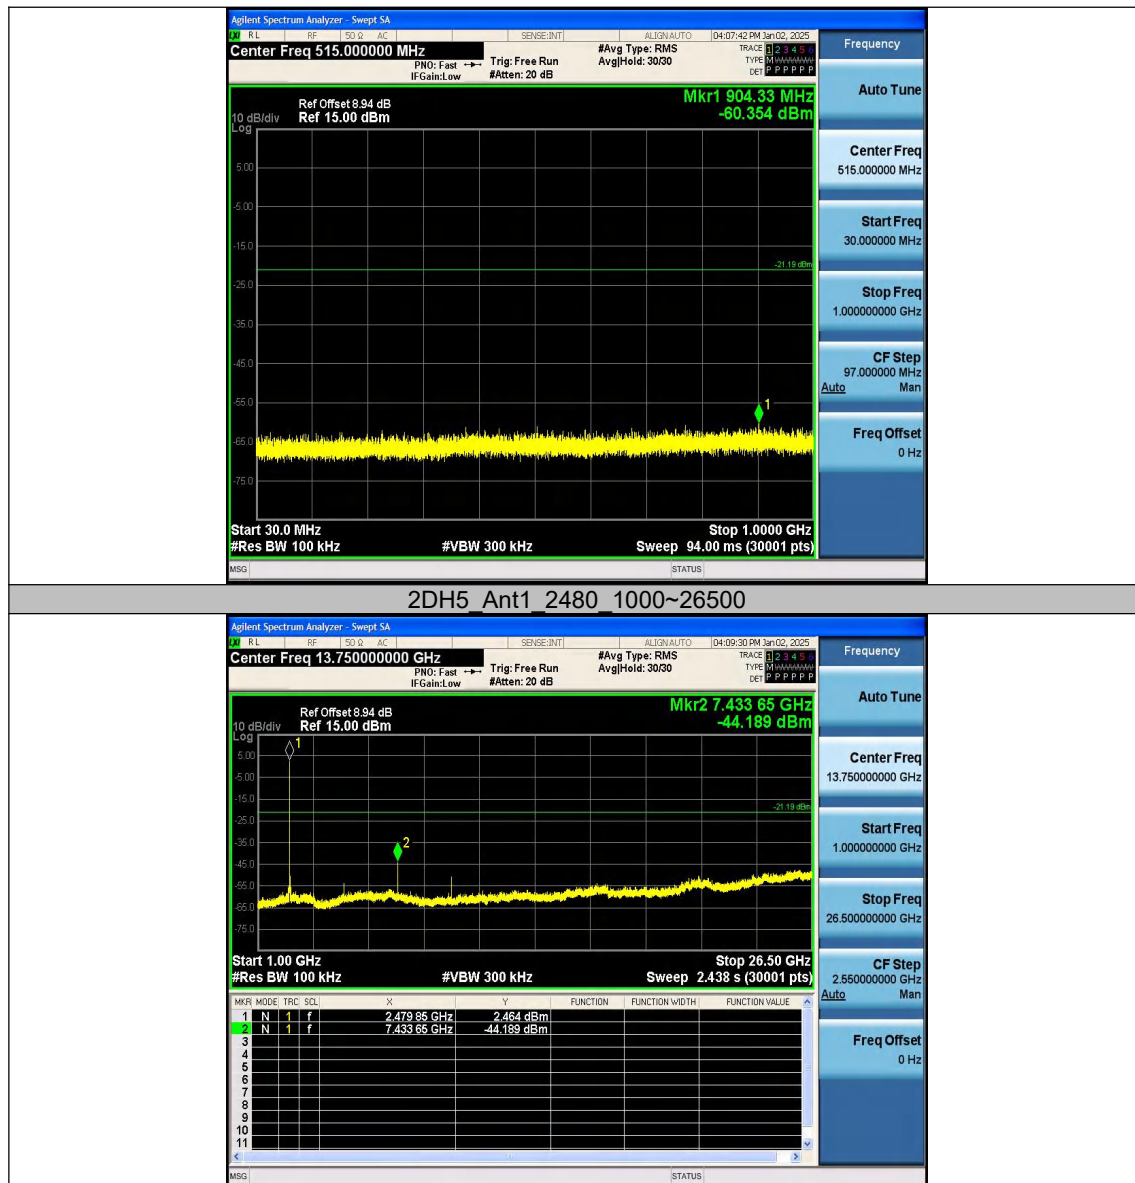 Agilent Spectrum Analyzer - Swept SA
LXI RL RF 50 Ω AC SENSE:INT ALIGN AUTO 04:07:42 PM Jan 02, 2025
Center Freq 515.000000 MHz
PNO: Fast
IFGain:Low
Trig: Free Run
#Atten: 20 dB
#Avg Type: RMS
Avg|Hold: 30/30
TRACE 1 2 3 4 5 6
TYPE M
DET P P P P P P
Mkr1 904.33 MHz
-60.354 dBm
Ref Offset 8.94 dB
10 dB/div Ref 15.00 dBm
Log
5.00
-5.00
-15.0
-21.19 dBm
-25.0
-35.0
-45.0
-55.0
1
-65.0
-75.0
Start 30.0 MHz Stop 1.0000 GHz
#Res BW 100 kHz #VBW 300 kHz Sweep 94.00 ms (30001 pts)
MSG STATUS
Frequency
Auto Tune
Center Freq
515.000000 MHz
Start Freq
30.000000 MHz
Stop Freq
1.000000000 GHz
CF Step
97.000000 MHz
Auto Man
Freq Offset
0 Hz
2DH5_Ant1_2480_1000~26500
Agilent Spectrum Analyzer - Swept SA
LXI RL RF 50 Ω AC SENSE:INT ALIGN AUTO 04:09:30 PM Jan 02, 2025
Center Freq 13.750000000 GHz
PNO: Fast
IFGain:Low
Trig: Free Run
#Atten: 20 dB
#Avg Type: RMS
Avg|Hold: 30/30
TRACE 1 2 3 4 5 6
TYPE M
DET P P P P P P
Mkr2 7.433 65 GHz
-44.189 dBm
Ref Offset 8.94 dB
10 dB/div Ref 15.00 dBm
Log
1
5.00
-5.00
-15.0
-21.19 dBm
-25.0
-35.0
2
-45.0
-55.0
-65.0
-75.0
Start 1.00 GHz Stop 26.50 GHz
#Res BW 100 kHz #VBW 300 kHz Sweep 2.438 s (30001 pts)
MKR MODE TRC SCL X Y FUNCTION FUNCTION WIDTH FUNCTION VALUE
1 N 1 f 2.479 85 GHz 2.464 dBm
2 N 1 f 7.433 65 GHz -44.189 dBm
3
4
5
6
7
8
9
10
11
MSG STATUS
Frequency
Auto Tune
Center Freq
13.750000000 GHz
Start Freq
1.000000000 GHz
Stop Freq
26.500000000 GHz
CF Step
2.550000000 GHz
Auto Man
Freq Offset
0 Hz